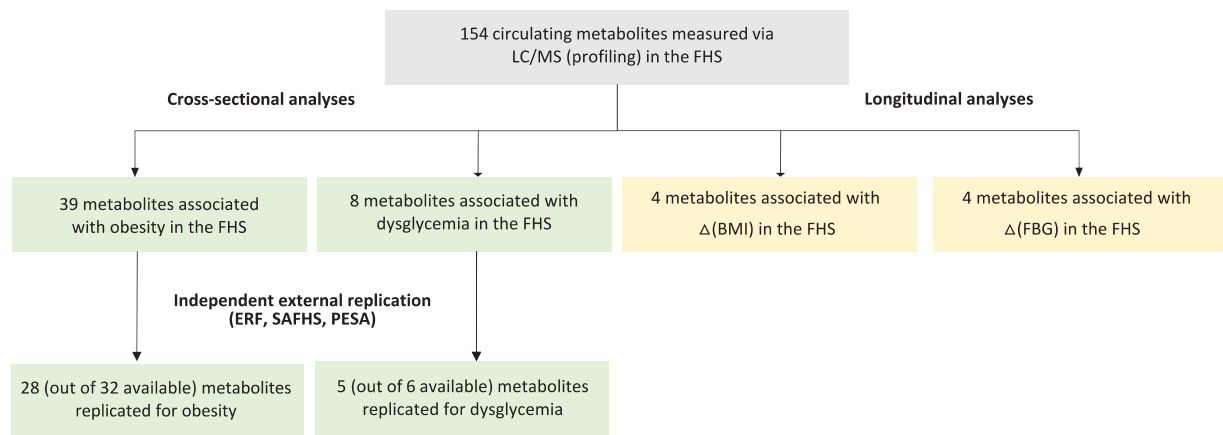 154 circulating metabolites measured via
LC/MS (profiling) in the FHS
Cross-sectional analyses
Longitudinal analyses
39 metabolites associated
with obesity in the FHS
8 metabolites associated with
dysglycemia in the FHS
4 metabolites associated with
△(BMI) in the FHS
4 metabolites associated with
△(FBG) in the FHS
Independent external replication
(ERF, SAFHS, PESA)
28 (out of 32 available) metabolites
replicated for obesity
5 (out of 6 available) metabolites
replicated for dysglycemia